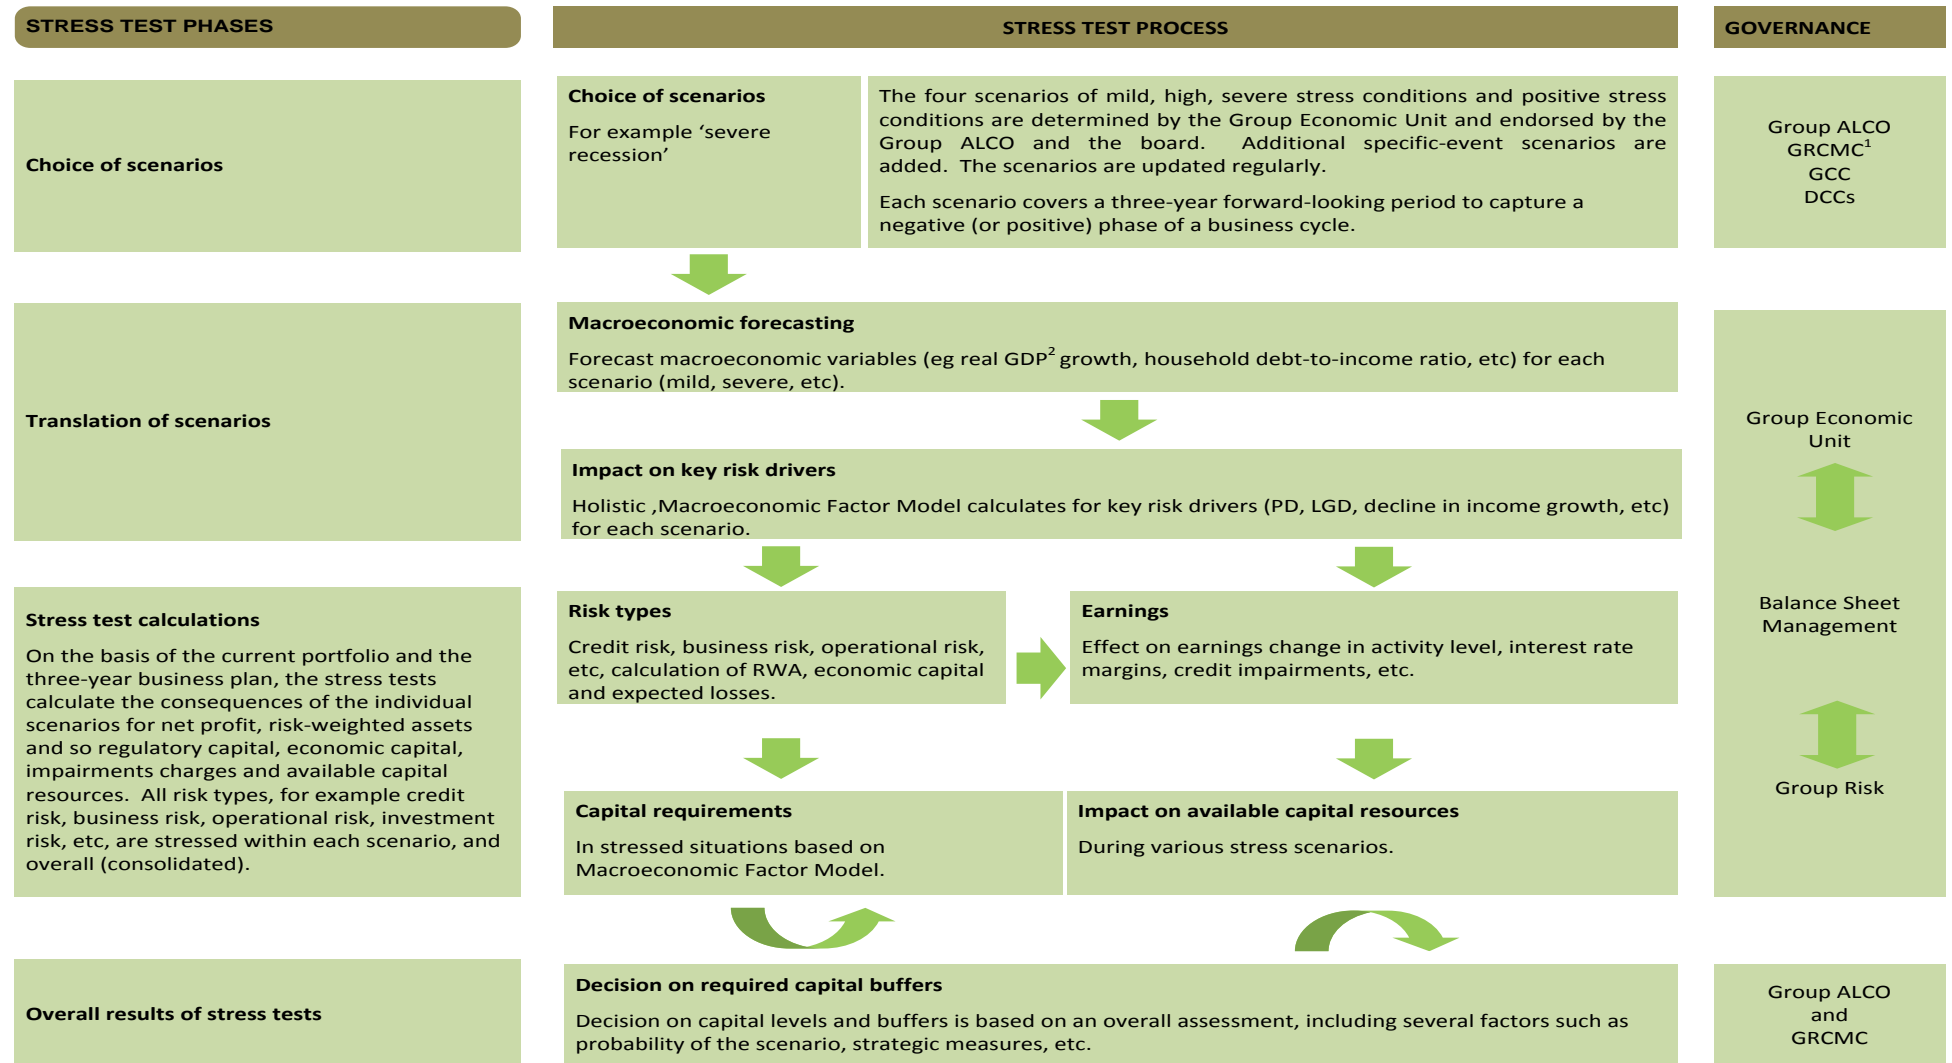 STRESS TEST PHASES
STRESS TEST PROCESS
GOVERNANCE
Choice of scenarios
Choice of scenarios
For example ‘severe
recession’
The four scenarios of mild, high, severe stress conditions and positive stress
conditions are determined by the Group Economic Unit and endorsed by the
Group ALCO and the board. Additional specific-event scenarios are
added. The scenarios are updated regularly.
Each scenario covers a three-year forward-looking period to capture a
negative (or positive) phase of a business cycle.
Group ALCO
GRCMC¹
GCC
DCCs
Translation of scenarios
Macroeconomic forecasting
Forecast macroeconomic variables (eg real GDP² growth, household debt-to-income ratio, etc) for each
scenario (mild, severe, etc).
Impact on key risk drivers
Holistic ,Macroeconomic Factor Model calculates for key risk drivers (PD, LGD, decline in income growth, etc)
for each scenario.
Group Economic
Unit
Balance Sheet
Management
Group Risk
Stress test calculations
On the basis of the current portfolio and the
three-year business plan, the stress tests
calculate the consequences of the individual
scenarios for net profit, risk-weighted assets
and so regulatory capital, economic capital,
impairments charges and available capital
resources. All risk types, for example credit
risk, business risk, operational risk, investment
risk, etc, are stressed within each scenario, and
overall (consolidated).
Risk types
Credit risk, business risk, operational risk,
etc, calculation of RWA, economic capital
and expected losses.
Earnings
Effect on earnings change in activity level, interest rate
margins, credit impairments, etc.
Capital requirements
In stressed situations based on
Macroeconomic Factor Model.
Impact on available capital resources
During various stress scenarios.
Overall results of stress tests
Decision on required capital buffers
Decision on capital levels and buffers is based on an overall assessment, including several factors such as
probability of the scenario, strategic measures, etc.
Group ALCO
and
GRCMC